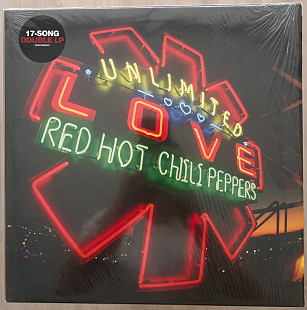 17-SONG
DOUBLE LP
UNLIMITED
LOVE
RED HOT CHILI PEPPERS